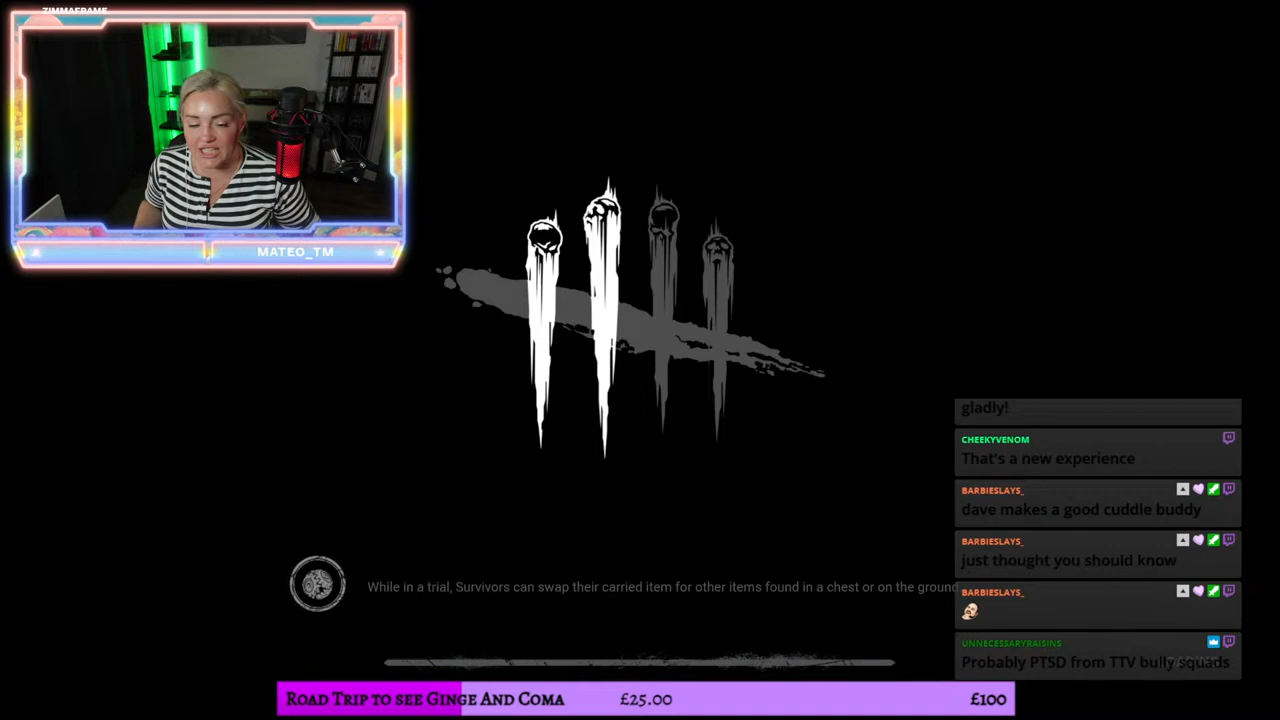 ZIMMAFRAME
MATEO_TM
gladly!
CHEEKYVENOM
That's a new experience
BARBIESLAYS_
dave makes a good cuddle buddy
BARBIESLAYS_
just thought you should know
BARBIESLAYS_
UNNECESSARYRAISINS
Probably PTSD from TTV bully squads
While in a trial, Survivors can swap their carried item for other items found in a chest or on the ground
ROAD TRIP TO SEE GINGE AND COMA £25.00 £100